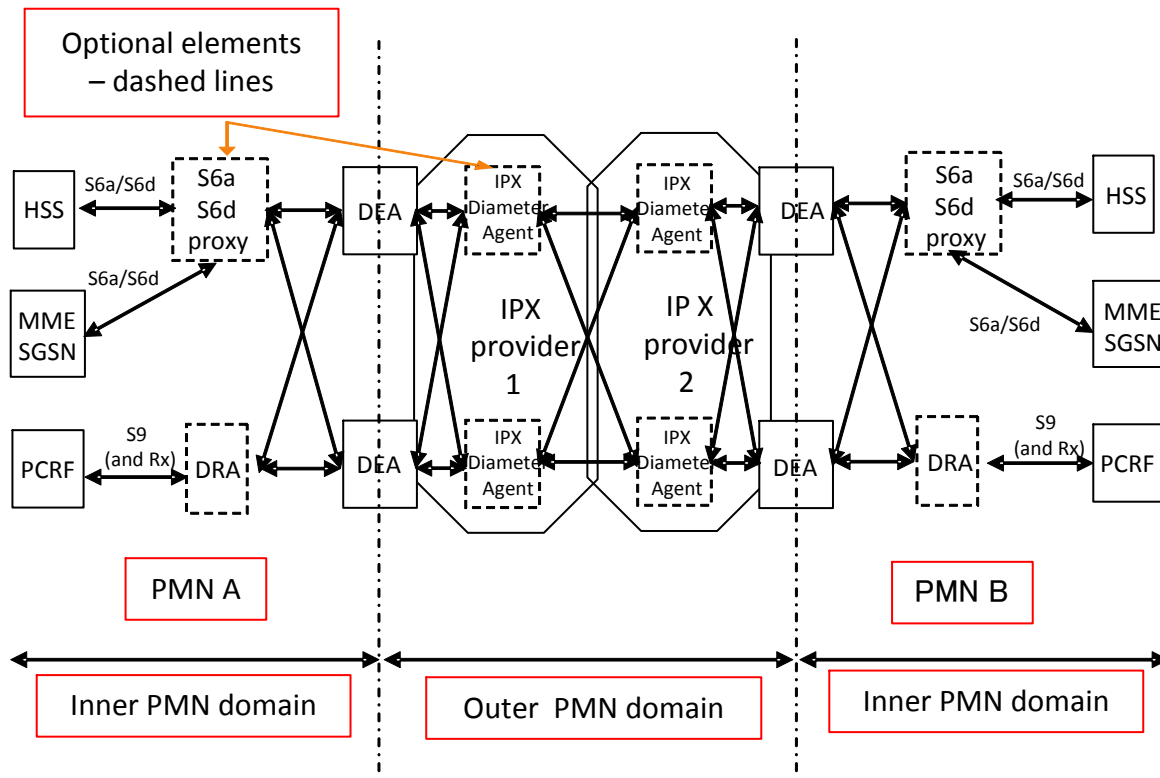 Optional elements
– dashed lines
HSS
S6a/S6d
S6a
S6d
proxy
S6a/S6d
MME
SGSN
PCRF
S9
(and Rx)
DRA
DEA
DEA
IPX
Diameter
Agent
IPX
provider
1
IPX
Diameter
Agent
IPX
Diameter
Agent
IP X
provider
2
IPX
Diameter
Agent
DEA
DEA
S6a
S6d
proxy
S6a/S6d
HSS
S6a/S6d
MME
SGSN
DRA
S9
(and Rx)
PCRF
PMN A
PMN B
Inner PMN domain
Outer PMN domain
Inner PMN domain